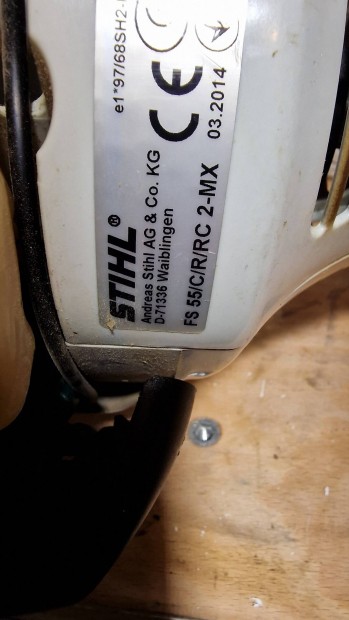 STIHL®
Andreas Stihl AG & Co. KG
D-71336 Waiblingen
FS 55/C/R/RC 2-MX
e1*97/68SH2
CE
03.2014